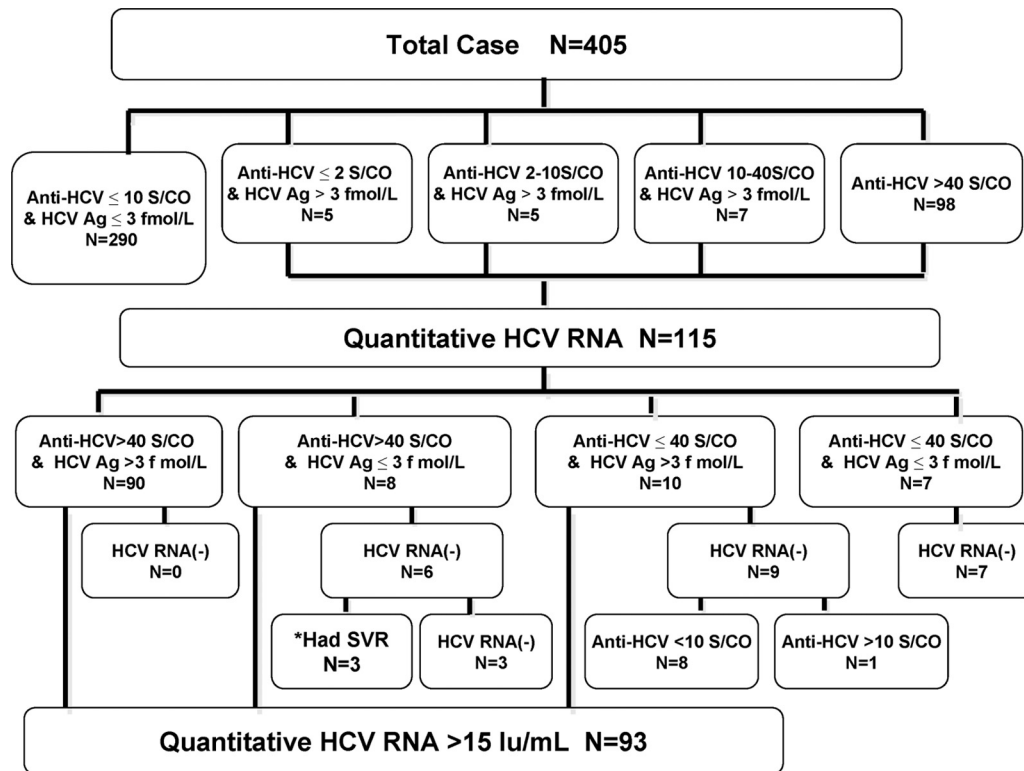 Total Case N=405
Anti-HCV ≤ 10 S/CO
& HCV Ag ≤ 3 fmol/L
N=290
Anti-HCV ≤ 2 S/CO
& HCV Ag > 3 fmol/L
N=5
Anti-HCV 2-10S/CO
& HCV Ag > 3 fmol/L
N=5
Anti-HCV 10-40S/CO
& HCV Ag > 3 fmol/L
N=7
Anti-HCV >40 S/CO
N=98
Quantitative HCV RNA N=115
Anti-HCV>40 S/CO
& HCV Ag >3 f mol/L
N=90
Anti-HCV>40 S/CO
& HCV Ag ≤ 3 f mol/L
N=8
Anti-HCV ≤ 40 S/CO
& HCV Ag >3 f mol/L
N=10
Anti-HCV ≤ 40 S/CO
& HCV Ag ≤ 3 f mol/L
N=7
HCV RNA(-)
N=0
HCV RNA(-)
N=6
HCV RNA(-)
N=9
HCV RNA(-)
N=7
*Had SVR
N=3
HCV RNA(-)
N=3
Anti-HCV <10 S/CO
N=8
Anti-HCV >10 S/CO
N=1
Quantitative HCV RNA >15 Iu/mL N=93